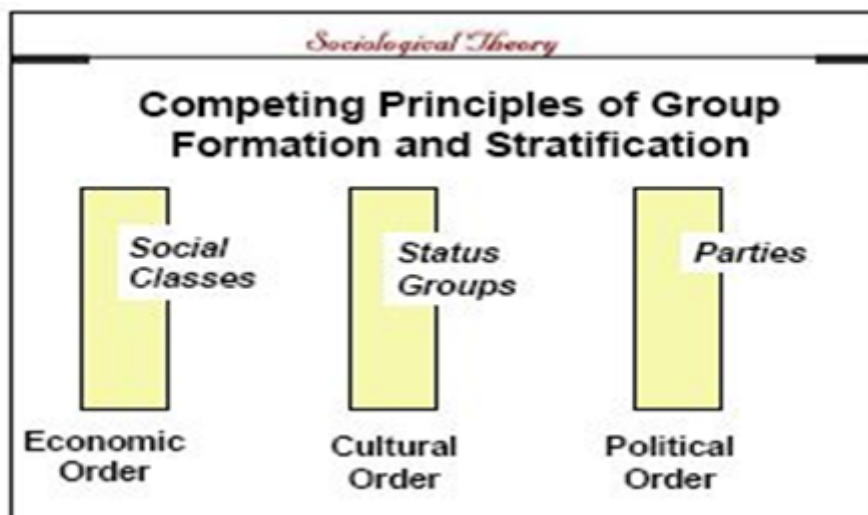 Sociological Theory
Competing Principles of Group
Formation and Stratification
Social
Classes
Status
Groups
Parties
Economic
Order
Cultural
Order
Political
Order